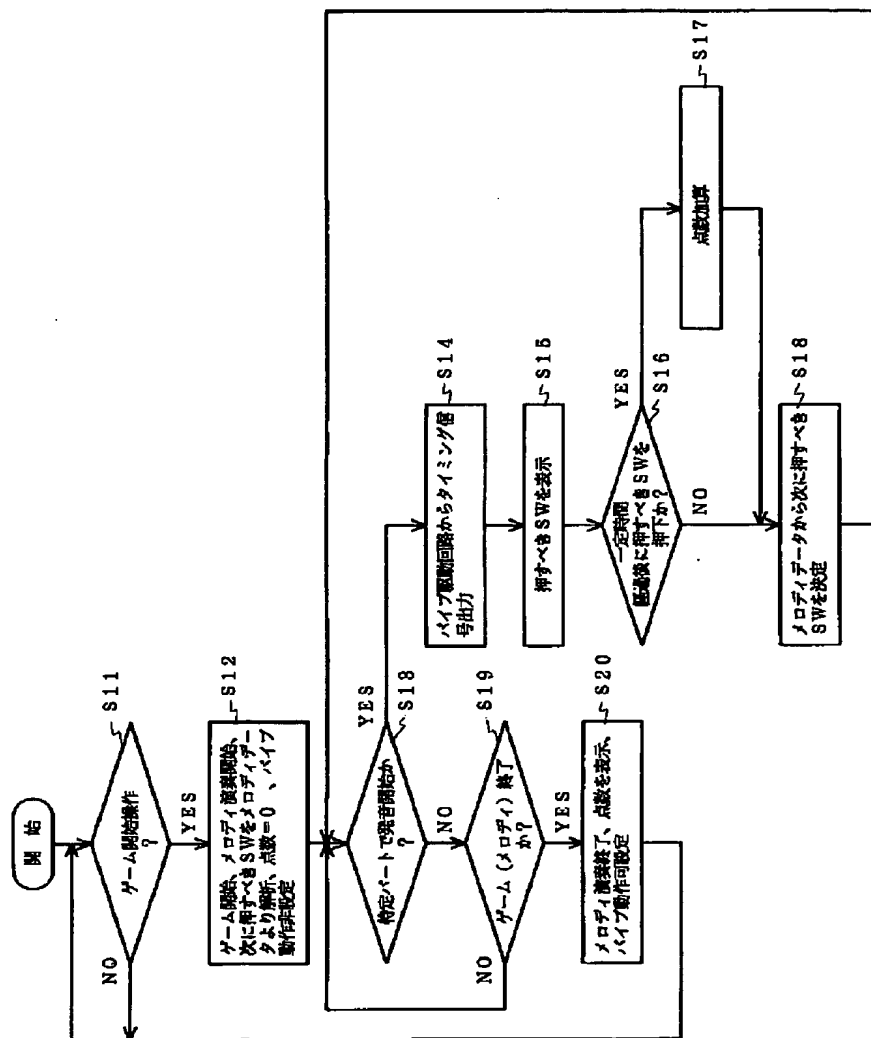 開 始
S11
ゲーム開始操作
?
NO
YES
S12
ゲーム開始、メロディ演奏開始、
次に押すべきSWをメロディデー
タより解析、点数=0 、バイブ
動作非設定
S18
特定パートで発音開始か
?
YES
NO
S14
バイブ駆動回路からタイミング信
号出力
S15
押すべきSWを表示
S16
一定時間
経過後に押すべきSWを
押下か?
YES
NO
S17
点数加算
S18
メロディデータから次に押すべき
SWを決定
S19
ゲーム(メロディ)終了
か?
NO
YES
S20
メロディ演奏終了、点数を表示、
バイブ動作可設定